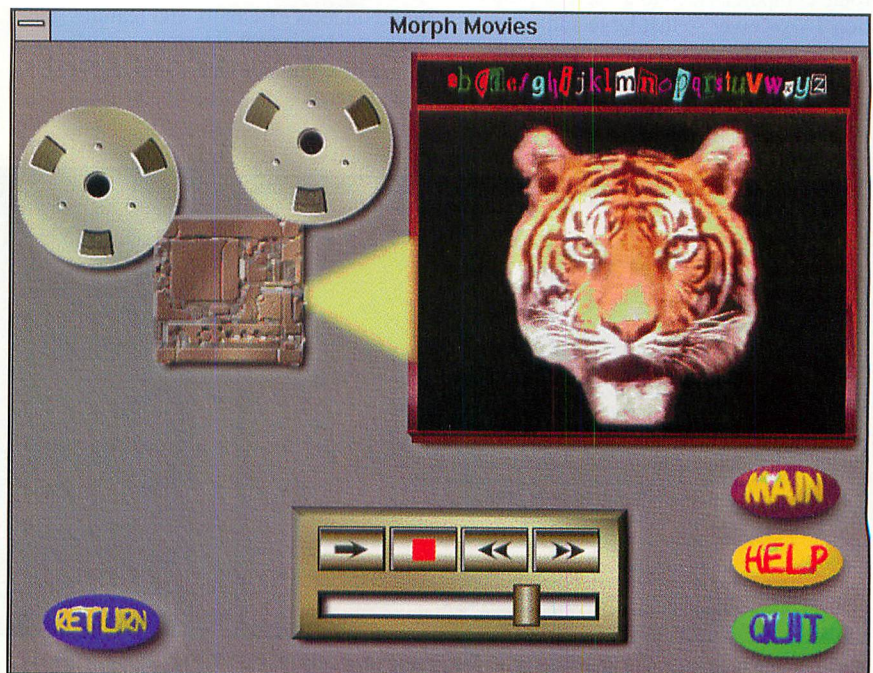 Morph Movies
abcdefghijklmnopqrstuvwxyz
MAIN
HELP
RETURN
QUIT